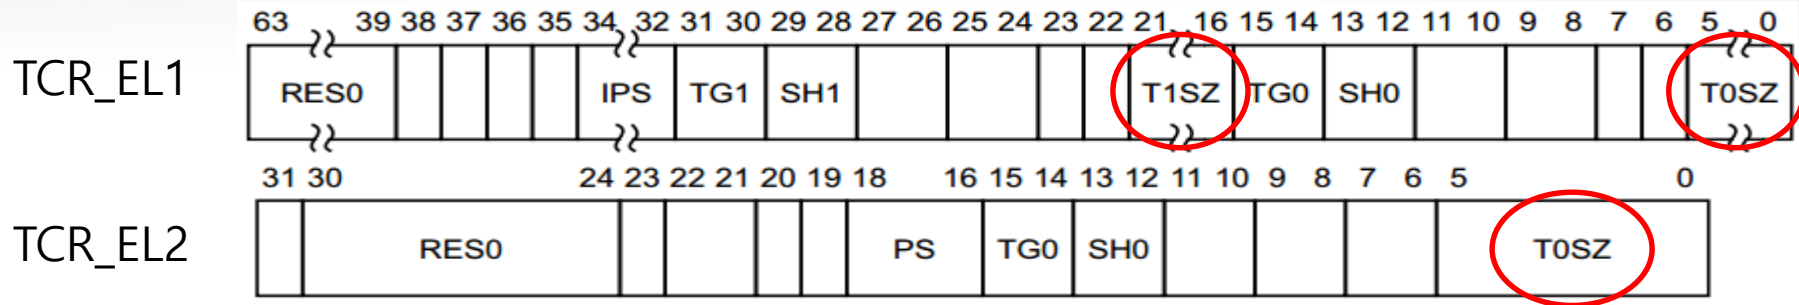 63 39 38 37 36 35 34 32 31 30 29 28 27 26 25 24 23 22 21 16 15 14 13 12 11 10 9 8 7 6 5 0
TCR_EL1 RES0 IPS TG1 SH1 T1SZ TG0 SH0 T0SZ
31 30 24 23 22 21 20 19 18 16 15 14 13 12 11 10 9 8 7 6 5 0
TCR_EL2 RES0 PS TG0 SH0 T0SZ